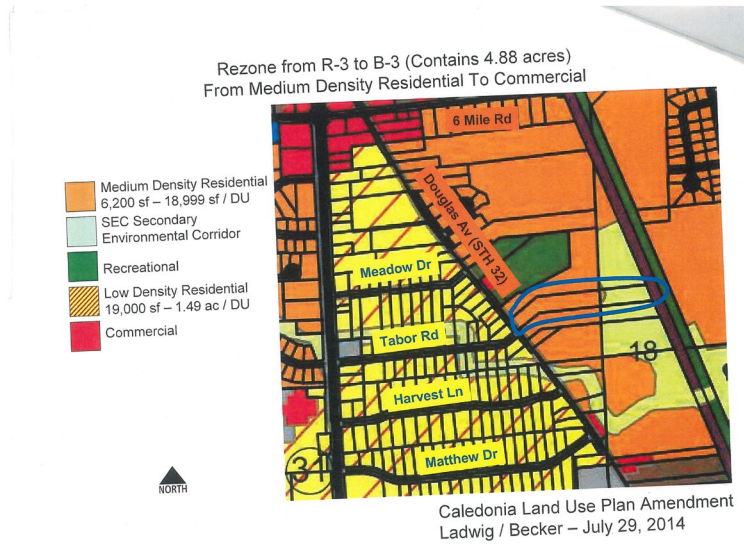 Rezone from R-3 to B-3 (Contains 4.88 acres)
From Medium Density Residential To Commercial
6 Mile Rd
Douglas Av (STH 32)
Medium Density Residential
6,200 sf – 18,999 sf / DU
SEC Secondary
Environmental Corridor
Recreational
Low Density Residential
19,000 sf - 1.49 ac / DU
Commercial
Meadow Dr
Tabor Rd
18
Harvest Ln
Matthew Dr
31
NORTH
Caledonia Land Use Plan Amendment
Ladwig / Becker – July 29, 2014